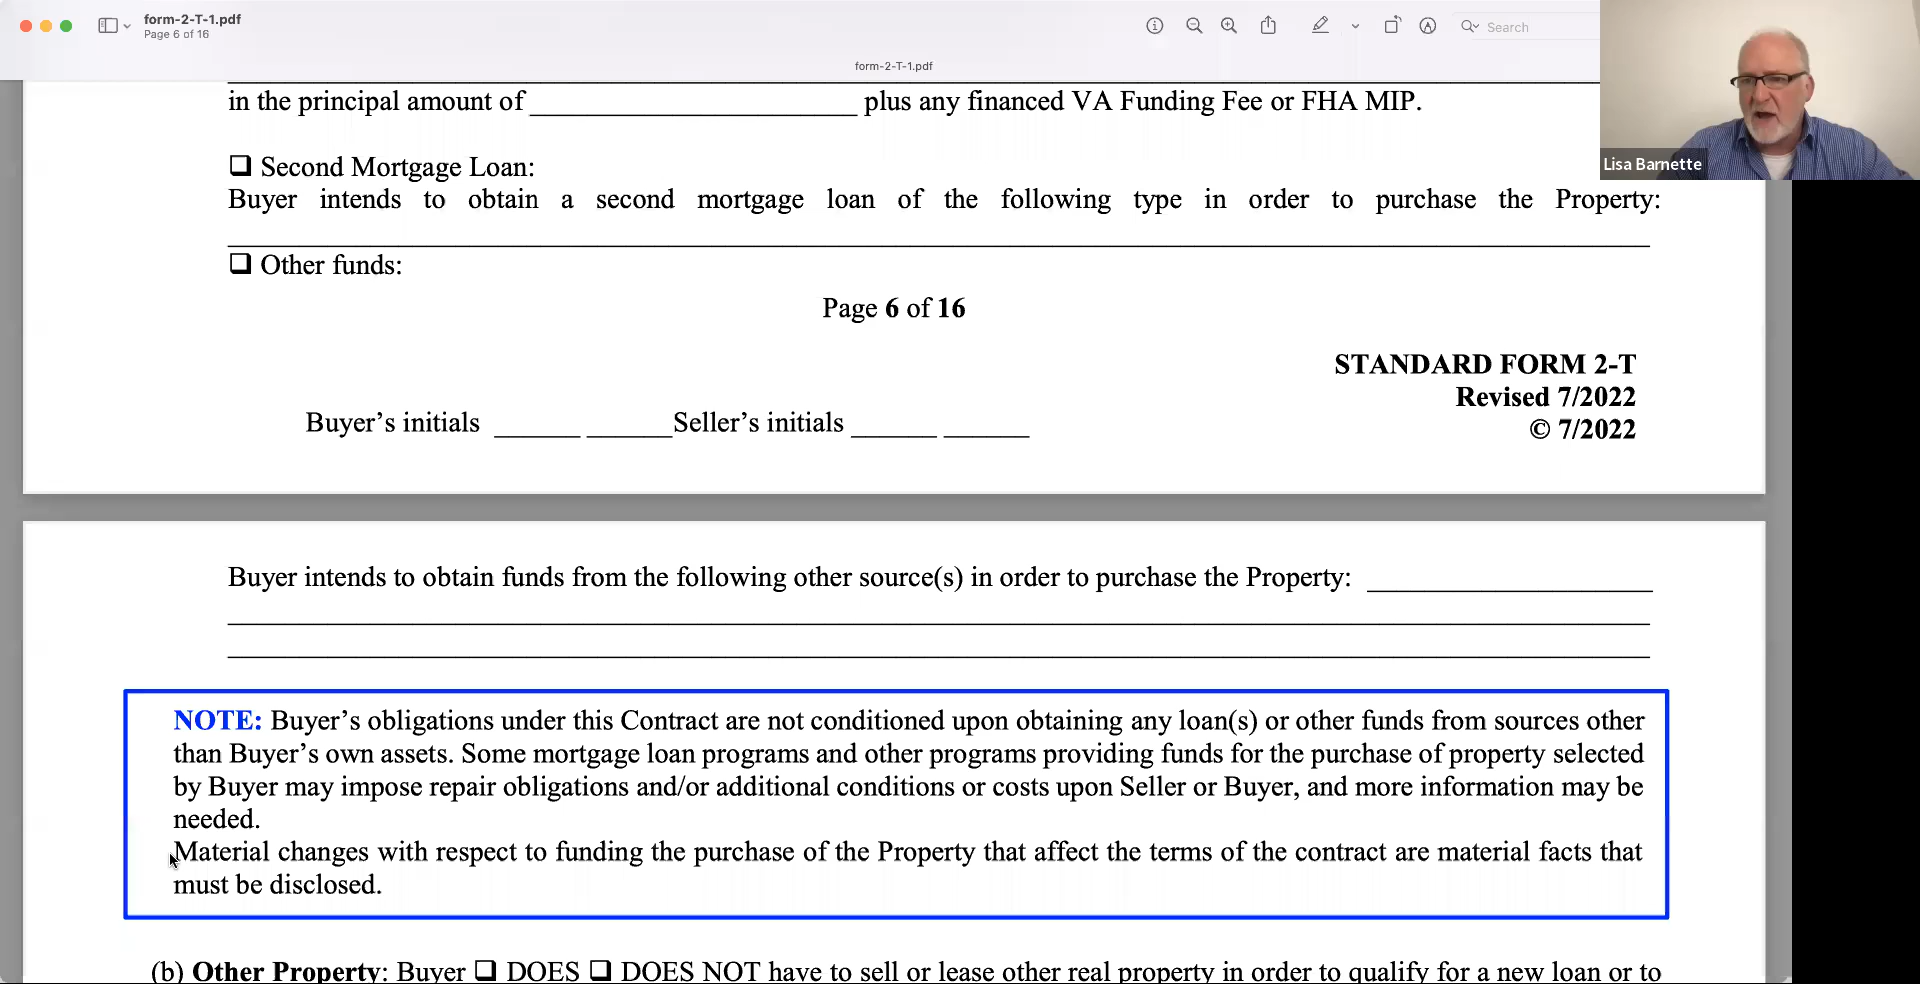 form-2-T-1.pdf
Page 6 of 16
Search
form-2-T-1.pdf
in the principal amount of ______________________ plus any financed VA Funding Fee or FHA MIP.
Lisa Barnette
❑ Second Mortgage Loan:
Buyer intends to obtain a second mortgage loan of the following type in order to purchase the Property:
❑ Other funds:
Page 6 of 16
STANDARD FORM 2-T
Revised 7/2022
© 7/2022
Buyer’s initials ______ ______ Seller’s initials ______ ______
Buyer intends to obtain funds from the following other source(s) in order to purchase the Property: ____________________
NOTE: Buyer’s obligations under this Contract are not conditioned upon obtaining any loan(s) or other funds from sources other
than Buyer’s own assets. Some mortgage loan programs and other programs providing funds for the purchase of property selected
by Buyer may impose repair obligations and/or additional conditions or costs upon Seller or Buyer, and more information may be
needed.
Material changes with respect to funding the purchase of the Property that affect the terms of the contract are material facts that
must be disclosed.
(b) Other Property: Buyer ❑ DOES ❑ DOES NOT have to sell or lease other real property in order to qualify for a new loan or to